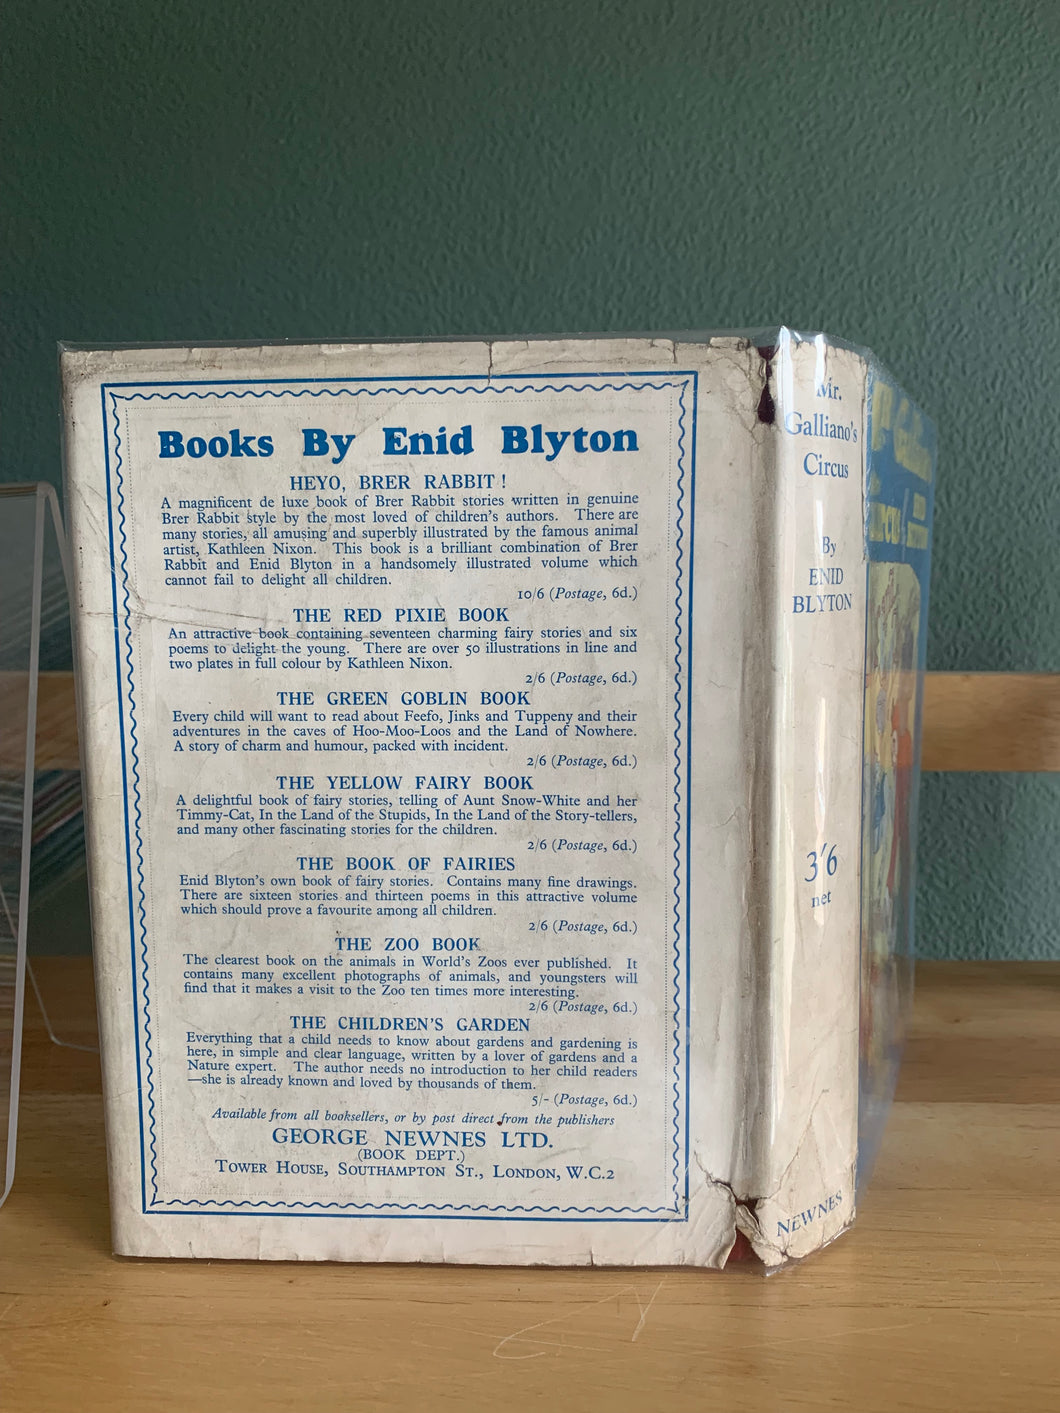 Books By Enid Blyton
HEYO, BRER RABBIT!
A magnificent de luxe book of Brer Rabbit stories written in genuine
Brer Rabbit style by the most loved of children's authors. There are
many stories, all amusing and superbly illustrated by the famous animal
artist, Kathleen Nixon. This book is a brilliant combination of Brer
Rabbit and Enid Blyton in a handsomely illustrated volume which
cannot fail to delight all children.
10/6 (Postage, 6d.)
THE RED PIXIE BOOK
An attractive book containing seventeen charming fairy stories and six
poems to delight the young. There are over 50 illustrations in line and
two plates in full colour by Kathleen Nixon.
2/6 (Postage, 6d.)
THE GREEN GOBLIN BOOK
Every child will want to read about Feefo, Jinks and Tuppeny and their
adventures in the caves of Hoo-Moo-Loos and the Land of Nowhere.
A story of charm and humour, packed with incident.
2/6 (Postage, 6d.)
THE YELLOW FAIRY BOOK
A delightful book of fairy stories, telling of Aunt Snow-White and her
Timmy-Cat, In the Land of the Stupids, In the Land of the Story-tellers,
and many other fascinating stories for the children.
2/6 (Postage, 6d.)
THE BOOK OF FAIRIES
Enid Blyton's own book of fairy stories. Contains many fine drawings.
There are sixteen stories and thirteen poems in this attractive volume
which should prove a favourite among all children.
2/6 (Postage, 6d.)
THE ZOO BOOK
The clearest book on the animals in World's Zoos ever published. It
contains many excellent photographs of animals, and youngsters will
find that it makes a visit to the Zoo ten times more interesting.
2/6 (Postage, 6d.)
THE CHILDREN'S GARDEN
Everything that a child needs to know about gardens and gardening is
here, in simple and clear language, written by a lover of gardens and a
Nature expert. The author needs no introduction to her child readers
—she is already known and loved by thousands of them.
5/- (Postage, 6d.)
Available from all booksellers, or by post direct from the publishers
GEORGE NEWNES LTD.
(BOOK DEPT.)
TOWER HOUSE, SOUTHAMPTON ST., LONDON, W.C.2
Mr.
Galliano's
Circus
By
ENID
BLYTON
3/6
net
NEWNES